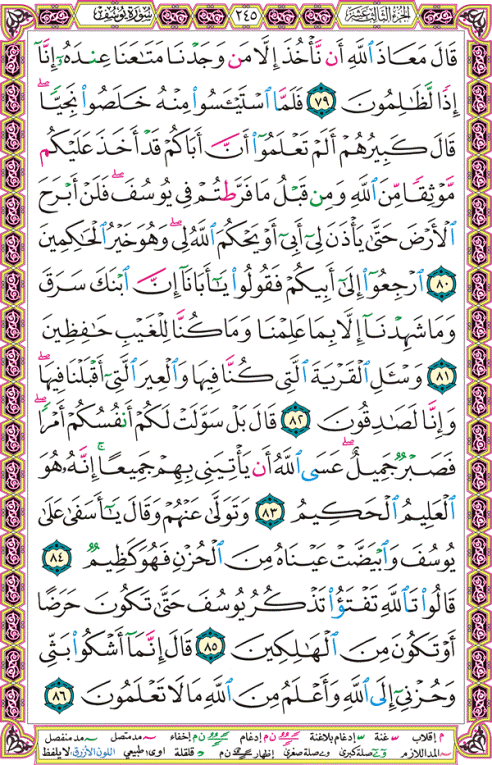 سورة يوسف ٢٤٥ الجزء الثالث عشر
قَالَ مَعَاذَ ٱللَّهِ أَن نَّأْخُذَ إِلَّا مَن وَجَدْنَا مَتَٰعَنَا عِندَهُۥٓ إِنَّآ
إِذًا لَّظَٰلِمُونَ ٧٩ فَلَمَّا ٱسْتَيْـَٔسُوا۟ مِنْهُ خَلَصُوا۟ نَجِيًّا ۖ
قَالَ كَبِيرُهُمْ أَلَمْ تَعْلَمُوٓا۟ أَنَّ أَبَاكُمْ قَدْ أَخَذَ عَلَيْكُم
مَّوْثِقًا مِّنَ ٱللَّهِ وَمِن قَبْلُ مَا فَرَّطتُمْ فِى يُوسُفَ ۖ فَلَنْ أَبْرَحَ
ٱلْأَرْضَ حَتَّىٰ يَأْذَنَ لِىٓ أَبِىٓ أَوْ يَحْكُمَ ٱللَّهُ لِى ۖ وَهُوَ خَيْرُ ٱلْحَٰكِمِينَ
٨٠ ٱرْجِعُوٓا۟ إِلَىٰٓ أَبِيكُمْ فَقُولُوا۟ يَٰٓأَبَانَآ إِنَّ ٱبْنَكَ سَرَقَ
وَمَا شَهِدْنَآ إِلَّا بِمَا عَلِمْنَا وَمَا كُنَّا لِلْغَيْبِ حَٰفِظِينَ
٨١ وَسْـَٔلِ ٱلْقَرْيَةَ ٱلَّتِى كُنَّا فِيهَا وَٱلْعِيرَ ٱلَّتِىٓ أَقْبَلْنَا فِيهَا ۖ
وَإِنَّا لَصَٰدِقُونَ ٨٢ قَالَ بَلْ سَوَّلَتْ لَكُمْ أَنفُسُكُمْ أَمْرًا ۖ
فَصَبْرٌ جَمِيلٌ ۖ عَسَى ٱللَّهُ أَن يَأْتِيَنِى بِهِمْ جَمِيعًا ۚ إِنَّهُۥ هُوَ
ٱلْعَلِيمُ ٱلْحَكِيمُ ٨٣ وَتَوَلَّىٰ عَنْهُمْ وَقَالَ يَٰٓأَسَفَىٰ عَلَىٰ
يُوسُفَ وَٱبْيَضَّتْ عَيْنَاهُ مِنَ ٱلْحُزْنِ فَهُوَ كَظِيمٌ ٨٤
قَالُوا۟ تَٱللَّهِ تَفْتَؤُا۟ تَذْكُرُ يُوسُفَ حَتَّىٰ تَكُونَ حَرَضًا
أَوْ تَكُونَ مِنَ ٱلْهَٰلِكِينَ ٨٥ قَالَ إِنَّمَآ أَشْكُوا۟ بَثِّى
وَحُزْنِىٓ إِلَى ٱللَّهِ وَأَعْلَمُ مِنَ ٱللَّهِ مَا لَا تَعْلَمُونَ ٨٦
م إقلاب غنة إدغام بلاغنة ن م إدغام ن م إخفاء مد متصل مد منفصل
المد اللازم وصلة كبرى وصلة صغرى إظهار ن م قلقلة اوى طبيعي اللون الأزرق لا يلفظ